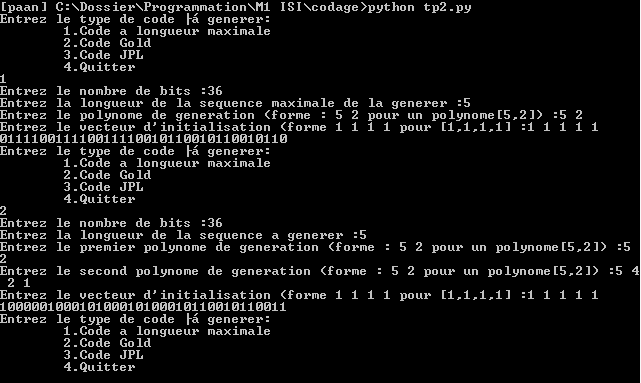 [paan] C:\Dossier\Programmation\M1 ISI\codage>python tp2.py
Entrez le type de code ├á generer:
1.Code a longueur maximale
2.Code Gold
3.Code JPL
4.Quitter
1
Entrez le nombre de bits :36
Entrez la longueur de la sequence maximale de la generer :5
Entrez le polynome de generation (forme : 5 2 pour un polynome[5,2]) :5 2
Entrez le vecteur d'initialisation (forme 1 1 1 1 pour [1,1,1,1] :1 1 1 1 1
011110011110011110010110010110010110
Entrez le type de code ├á generer:
1.Code a longueur maximale
2.Code Gold
3.Code JPL
4.Quitter
2
Entrez le nombre de bits :36
Entrez la longueur de la sequence a generer :5
Entrez le premier polynome de generation (forme : 5 2 pour un polynome[5,2]) :5
2
Entrez le second polynome de generation (forme : 5 2 pour un polynome[5,2]) :5 4
2 1
Entrez le vecteur d'initialisation (forme 1 1 1 1 pour [1,1,1,1] :1 1 1 1 1
100000100010100010100010110010110011
Entrez le type de code ├á generer:
1.Code a longueur maximale
2.Code Gold
3.Code JPL
4.Quitter